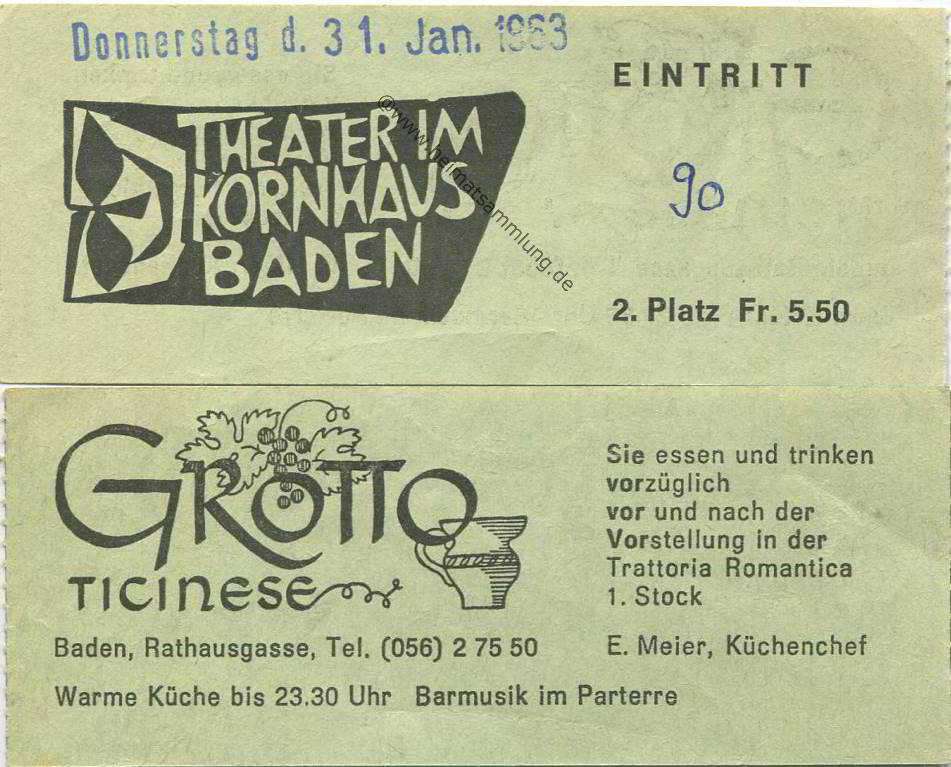 Donnerstag d. 31. Jan. 1963
EINTRITT
THEATER IM
KORNHAUS
BADEN
90
2. Platz Fr. 5.50
@www.heimatsammlung.de
GROTTO
TICINESE
Sie essen und trinken
vorzüglich
vor und nach der
Vorstellung in der
Trattoria Romantica
1. Stock
Baden, Rathausgasse, Tel. (056) 2 75 50
E. Meier, Küchenchef
Warme Küche bis 23.30 Uhr Barmusik im Parterre